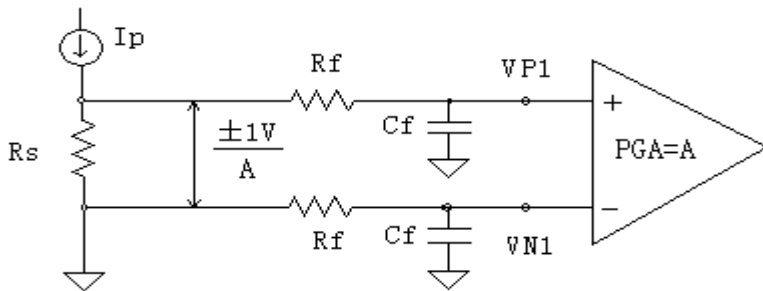 Ip
Rf
VP1
Cf
+
±1V
A
Rs
PGA=A
−
Rf
Cf
VN1